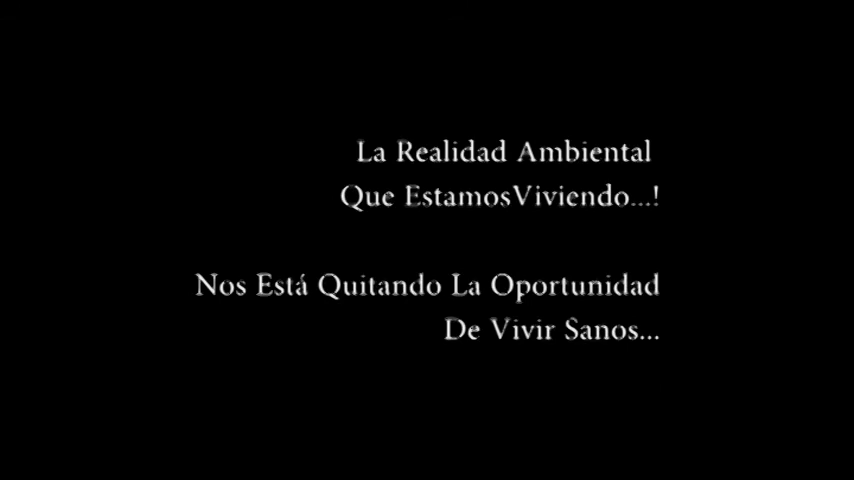 La Realidad Ambiental
Que EstamosViviendo...!
Nos Está Quitando La Oportunidad
De Vivir Sanos...